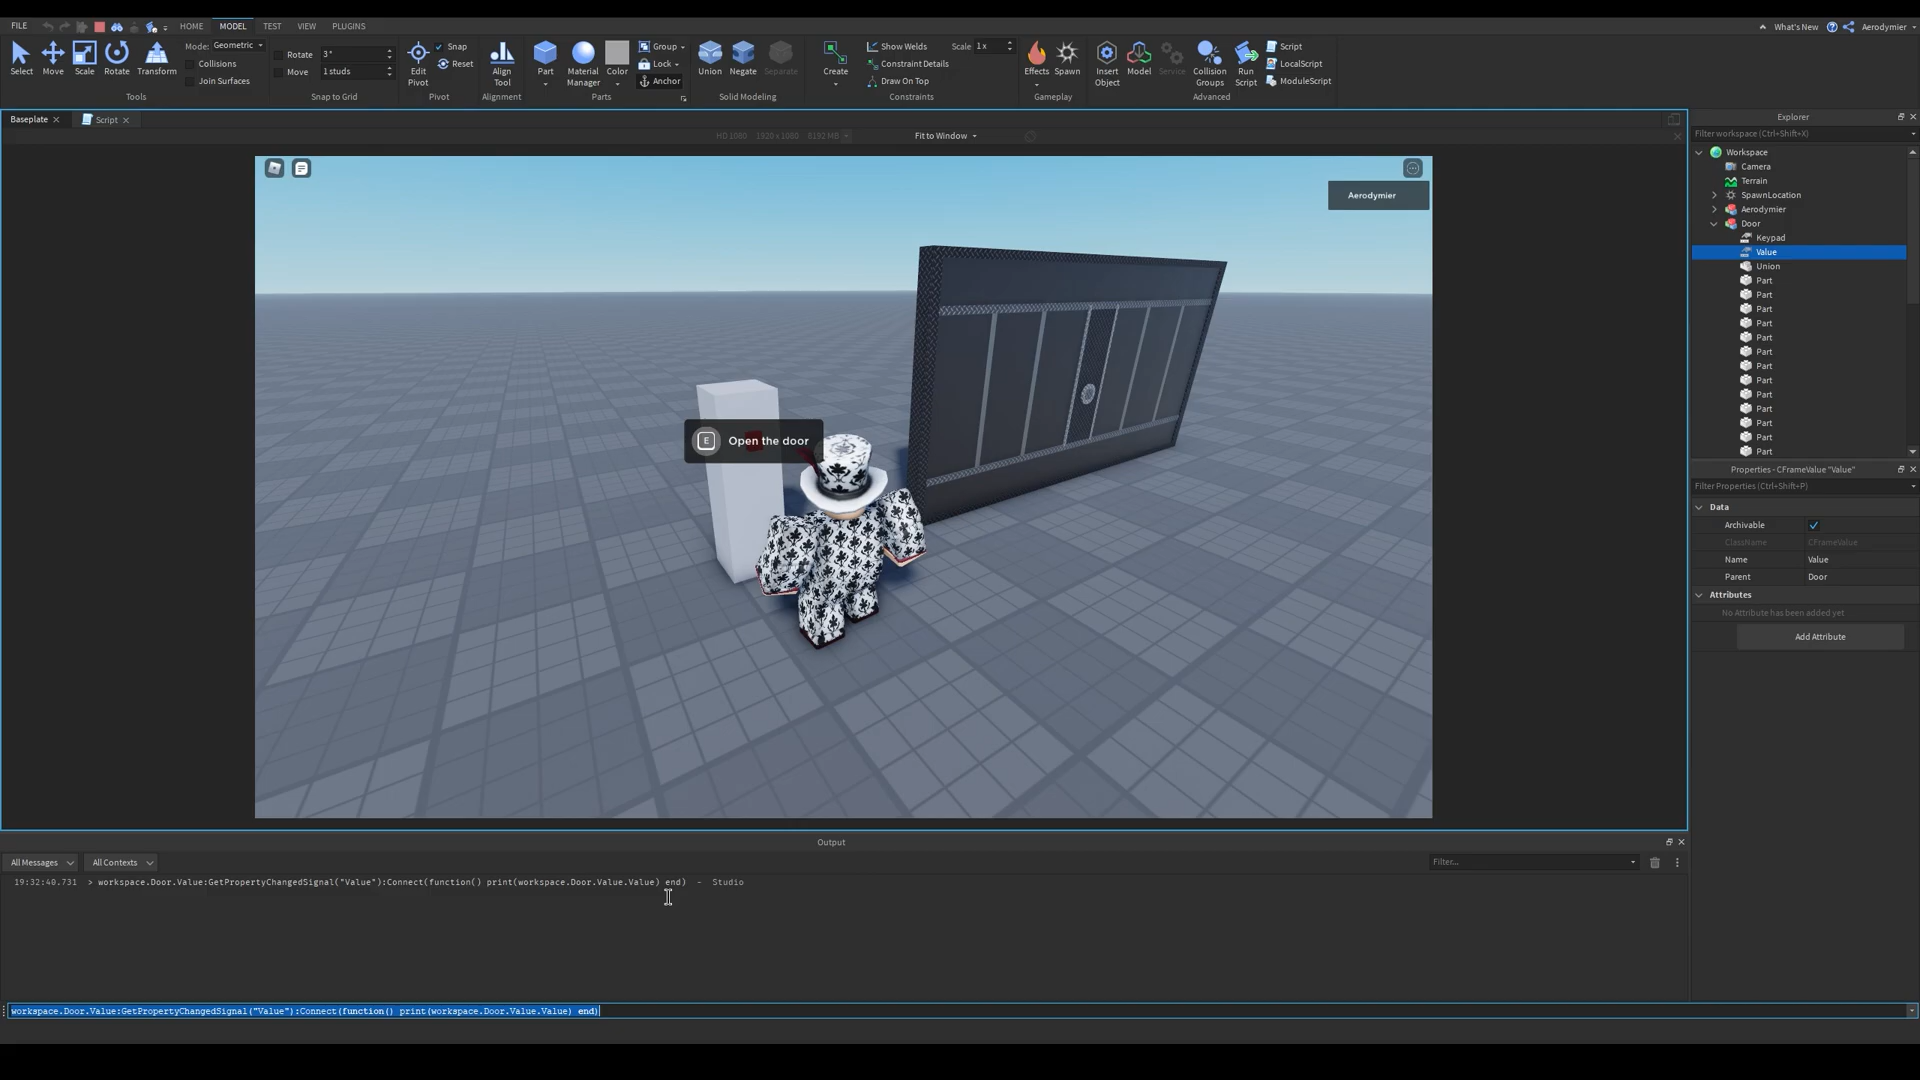 FILE HOME MODEL TEST VIEW PLUGINS What's New Aerodymier
Select Move Scale Rotate Transform
Mode: Geometric
Collisions
Join Surfaces
Tools
Rotate 3°
Move 1 studs
Snap to Grid
Edit Pivot
Snap
Reset
Pivot
Align Tool
Alignment
Part Material Manager Color
Group
Lock
Anchor
Parts
Union Negate Separate
Solid Modeling
Create
Show Welds Scale 1x
Constraint Details
Draw On Top
Constraints
Effects Spawn
Gameplay
Insert Object Model Service Collision Groups Run Script
Script
LocalScript
ModuleScript
Advanced
Baseplate Script
HD 1080 1920 x 1080 8192 MB Fit to Window
Aerodymier
E Open the door
Explorer
Filter workspace (Ctrl+Shift+X)
Workspace
Camera
Terrain
SpawnLocation
Aerodymier
Door
Keypad
Value
Union
Part
Part
Part
Part
Part
Part
Part
Part
Part
Part
Part
Part
Part
Properties - CFrameValue "Value"
Filter Properties (Ctrl+Shift+P)
Data
Archivable
ClassName CFrameValue
Name Value
Parent Door
Attributes
No Attribute has been added yet
Add Attribute
Output
All Messages All Contexts Filter...
19:32:40.731 > workspace.Door.Value:GetPropertyChangedSignal("Value"):Connect(function() print(workspace.Door.Value.Value) end) - Studio
workspace.Door.Value:GetPropertyChangedSignal("Value"):Connect(function() print(workspace.Door.Value.Value) end)